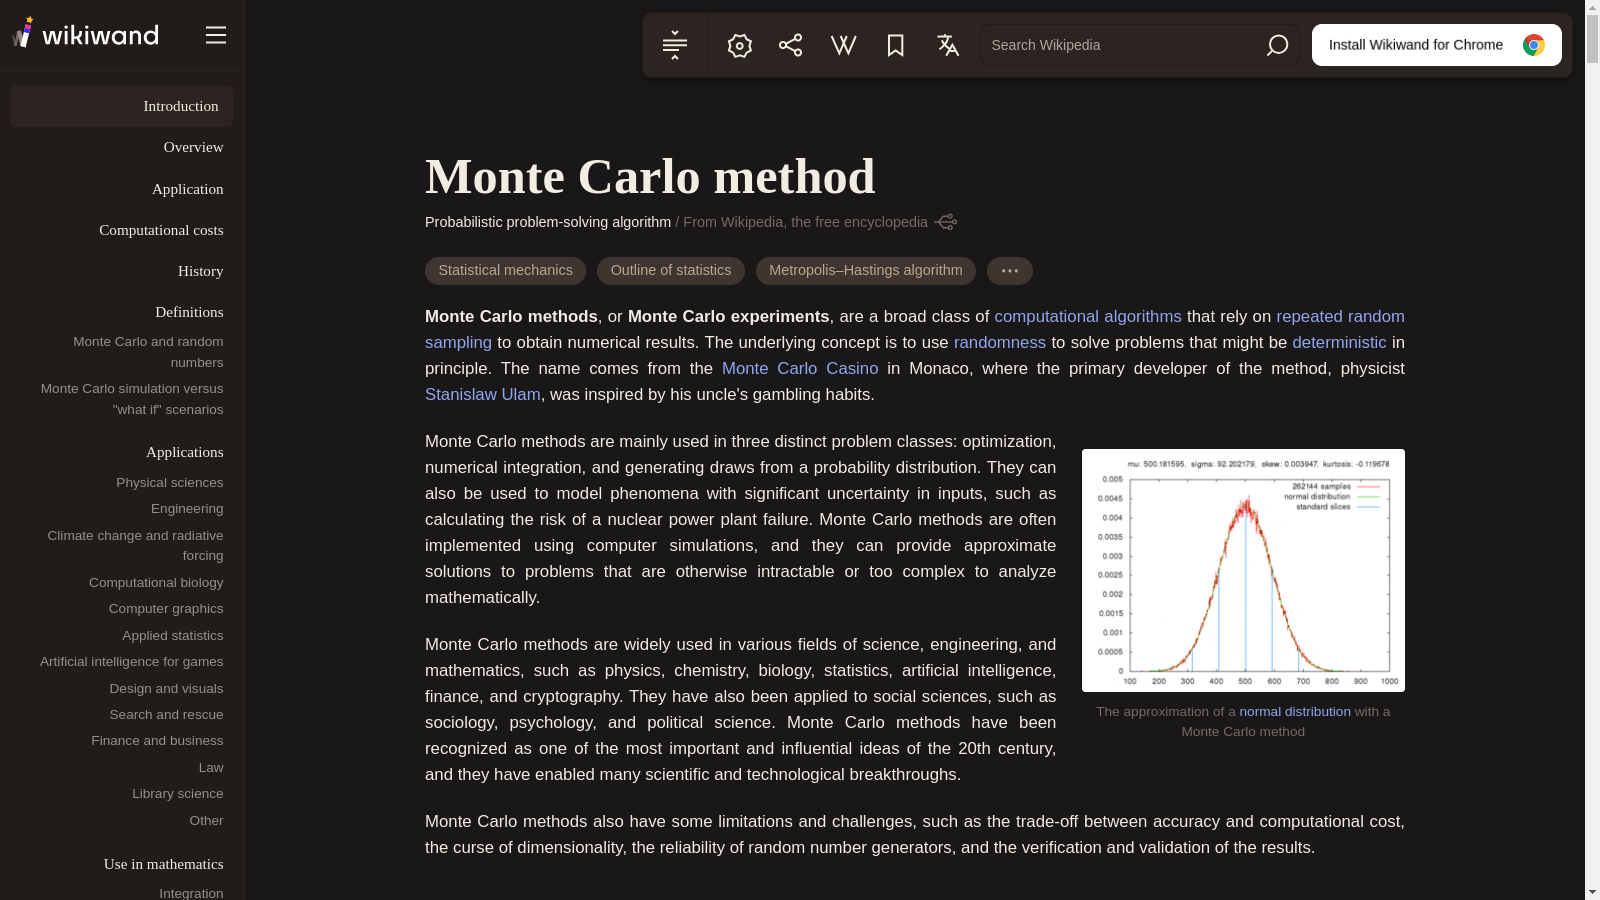 wikiwand
Search Wikipedia
Install Wikiwand for Chrome
Introduction
Overview
Application
Computational costs
History
Definitions
Monte Carlo and random
numbers
Monte Carlo simulation versus
"what if" scenarios
Applications
Physical sciences
Engineering
Climate change and radiative
forcing
Computational biology
Computer graphics
Applied statistics
Artificial intelligence for games
Design and visuals
Search and rescue
Finance and business
Law
Library science
Other
Use in mathematics
Integration
Monte Carlo method
Probabilistic problem-solving algorithm / From Wikipedia, the free encyclopedia
Statistical mechanics
Outline of statistics
Metropolis–Hastings algorithm
Monte Carlo methods, or Monte Carlo experiments, are a broad class of computational algorithms that rely on repeated random
sampling to obtain numerical results. The underlying concept is to use randomness to solve problems that might be deterministic in
principle. The name comes from the Monte Carlo Casino in Monaco, where the primary developer of the method, physicist
Stanislaw Ulam, was inspired by his uncle's gambling habits.
Monte Carlo methods are mainly used in three distinct problem classes: optimization,
numerical integration, and generating draws from a probability distribution. They can
also be used to model phenomena with significant uncertainty in inputs, such as
calculating the risk of a nuclear power plant failure. Monte Carlo methods are often
implemented using computer simulations, and they can provide approximate
solutions to problems that are otherwise intractable or too complex to analyze
mathematically.
Monte Carlo methods are widely used in various fields of science, engineering, and
mathematics, such as physics, chemistry, biology, statistics, artificial intelligence,
finance, and cryptography. They have also been applied to social sciences, such as
sociology, psychology, and political science. Monte Carlo methods have been
recognized as one of the most important and influential ideas of the 20th century,
and they have enabled many scientific and technological breakthroughs.
mu: 500.181595, sigma: 92.202179, skew: 0.003947, kurtosis: -0.119678
262144 samples
normal distribution
standard slices
0.005
0.0045
0.004
0.0035
0.003
0.0025
0.002
0.0015
0.001
0.0005
0
100 200 300 400 500 600 700 800 900 1000
The approximation of a normal distribution with a
Monte Carlo method
Monte Carlo methods also have some limitations and challenges, such as the trade-off between accuracy and computational cost,
the curse of dimensionality, the reliability of random number generators, and the verification and validation of the results.